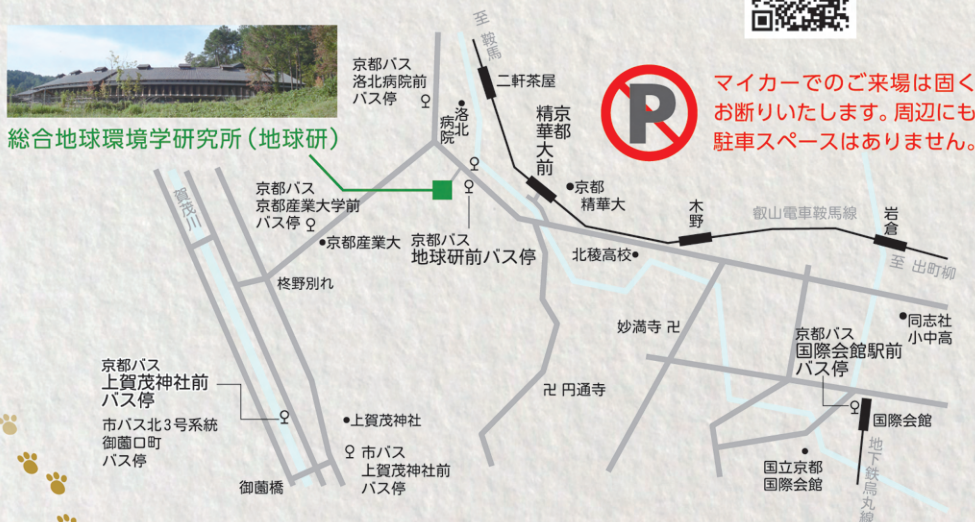 総合地球環境学研究所（地球研）
マイカーでのご来場は固く
お断りいたします。周辺にも
駐車スペースはありません。
P
至 鞍馬
二軒茶屋
京都バス
洛北病院前
バス停
洛北
病院
京都
精華大前
京都
精華大
木野
叡山電車鞍馬線
岩倉
至 出町柳
賀茂川
京都バス
京都産業大学前
バス停
京都産業大
京都バス
地球研前バス停
北稜高校
柊野別れ
妙満寺 卍
同志社
小中高
京都バス
国際会館駅前
バス停
卍 円通寺
京都バス
上賀茂神社前
バス停
市バス北3号系統
御薗口町
バス停
上賀茂神社
市バス
上賀茂神社前
バス停
御薗橋
国際会館
国立京都
国際会館
地下鉄烏丸線